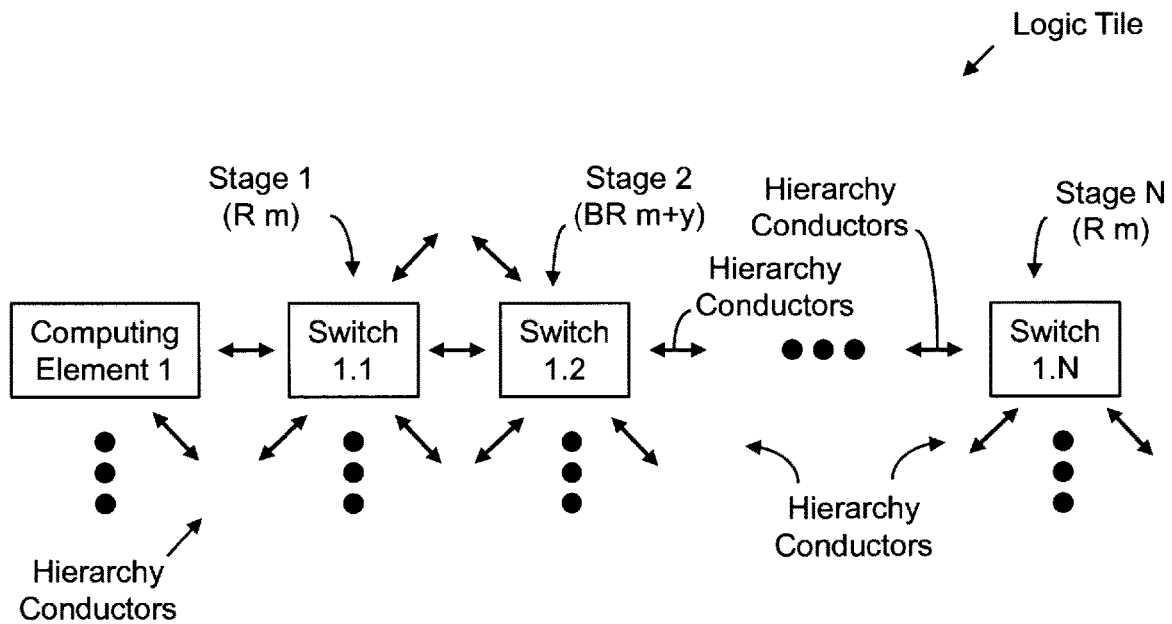 Logic Tile
Stage 1
(R m)
Stage 2
(BR m+y)
Hierarchy
Conductors
Stage N
(R m)
Hierarchy
Conductors
Computing
Element 1
Switch
1.1
Switch
1.2
Switch
1.N
Hierarchy
Conductors
Hierarchy
Conductors